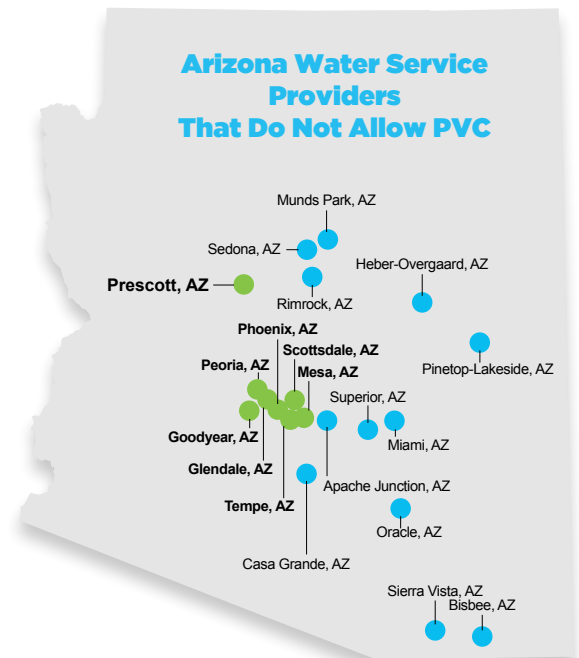 Arizona Water Service
Providers
That Do Not Allow PVC
Munds Park, AZ
Sedona, AZ
Heber-Overgaard, AZ
Prescott, AZ
Rimrock, AZ
Phoenix, AZ
Scottsdale, AZ
Peoria, AZ
Mesa, AZ
Pinetop-Lakeside, AZ
Superior, AZ
Goodyear, AZ
Miami, AZ
Glendale, AZ
Apache Junction, AZ
Tempe, AZ
Oracle, AZ
Casa Grande, AZ
Sierra Vista, AZ
Bisbee, AZ